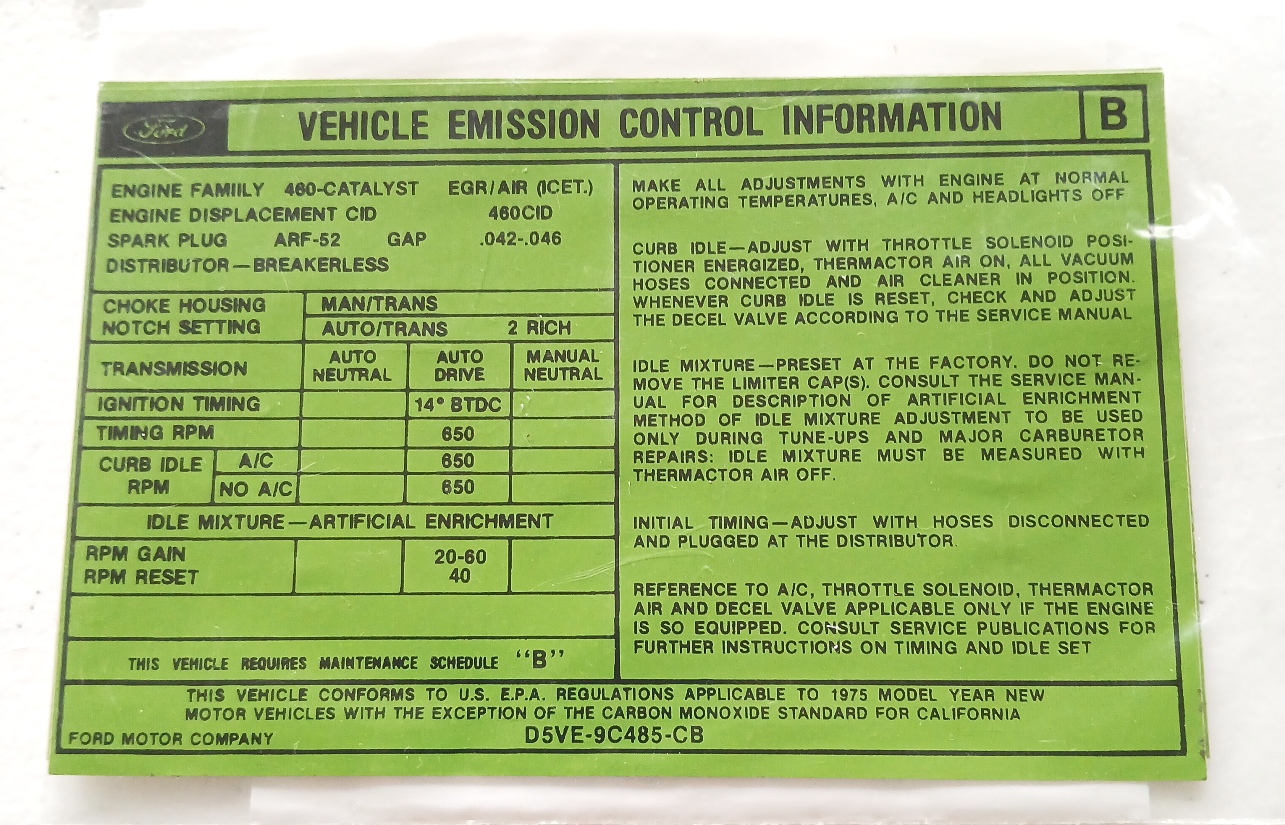 Ford
VEHICLE EMISSION CONTROL INFORMATION
B
ENGINE FAMIILY 460-CATALYST EGR/AIR (ICET.)
ENGINE DISPLACEMENT CID 460CID
SPARK PLUG ARF-52 GAP .042-.046
DISTRIBUTOR—BREAKERLESS
CHOKE HOUSING MAN/TRANS
NOTCH SETTING AUTO/TRANS 2 RICH
TRANSMISSION
AUTO
NEUTRAL
AUTO
DRIVE
MANUAL
NEUTRAL
IGNITION TIMING 14° BTDC
TIMING RPM 650
CURB IDLE
RPM
A/C 650
NO A/C 650
IDLE MIXTURE—ARTIFICIAL ENRICHMENT
RPM GAIN 20-60
RPM RESET 40
THIS VEHICLE REQUIRES MAINTENANCE SCHEDULE "B"
MAKE ALL ADJUSTMENTS WITH ENGINE AT NORMAL
OPERATING TEMPERATURES, A/C AND HEADLIGHTS OFF
CURB IDLE—ADJUST WITH THROTTLE SOLENOID POSI-
TIONER ENERGIZED, THERMACTOR AIR ON, ALL VACUUM
HOSES CONNECTED AND AIR CLEANER IN POSITION.
WHENEVER CURB IDLE IS RESET, CHECK AND ADJUST
THE DECEL VALVE ACCORDING TO THE SERVICE MANUAL
IDLE MIXTURE—PRESET AT THE FACTORY. DO NOT RE-
MOVE THE LIMITER CAP(S). CONSULT THE SERVICE MAN-
UAL FOR DESCRIPTION OF ARTIFICIAL ENRICHMENT
METHOD OF IDLE MIXTURE ADJUSTMENT TO BE USED
ONLY DURING TUNE-UPS AND MAJOR CARBURETOR
REPAIRS: IDLE MIXTURE MUST BE MEASURED WITH
THERMACTOR AIR OFF.
INITIAL TIMING—ADJUST WITH HOSES DISCONNECTED
AND PLUGGED AT THE DISTRIBUTOR.
REFERENCE TO A/C, THROTTLE SOLENOID, THERMACTOR
AIR AND DECEL VALVE APPLICABLE ONLY IF THE ENGINE
IS SO EQUIPPED. CONSULT SERVICE PUBLICATIONS FOR
FURTHER INSTRUCTIONS ON TIMING AND IDLE SET
THIS VEHICLE CONFORMS TO U.S. E.P.A. REGULATIONS APPLICABLE TO 1975 MODEL YEAR NEW
MOTOR VEHICLES WITH THE EXCEPTION OF THE CARBON MONOXIDE STANDARD FOR CALIFORNIA
FORD MOTOR COMPANY D5VE-9C485-CB